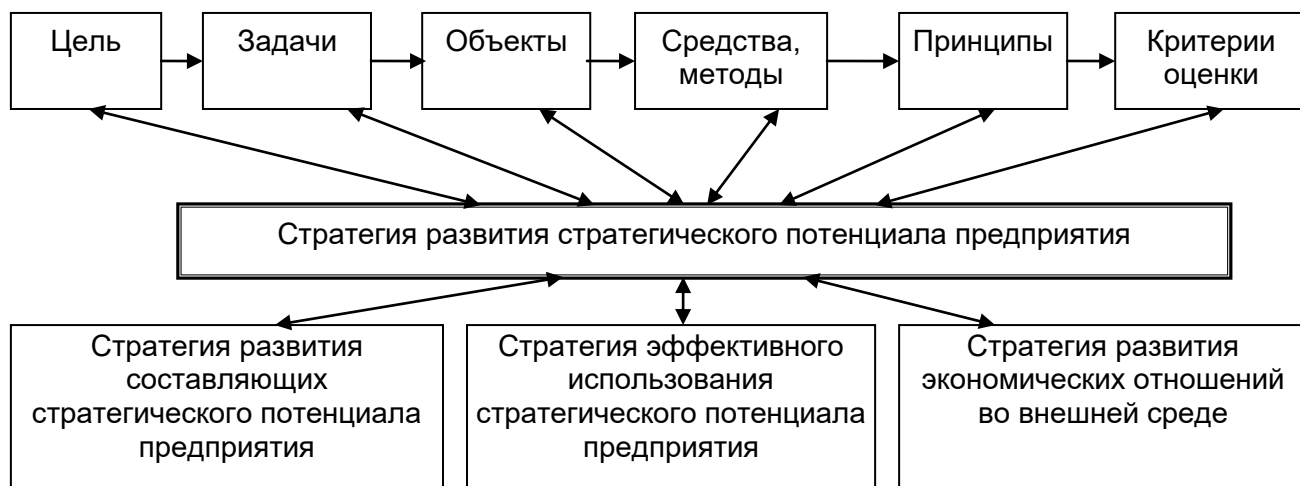 Цель
Задачи
Объекты
Средства,
методы
Принципы
Критерии
оценки
Стратегия развития стратегического потенциала предприятия
Стратегия развития
составляющих
стратегического потенциала
предприятия
Стратегия эффективного
использования
стратегического потенциала
предприятия
Стратегия развития
экономических отношений
во внешней среде